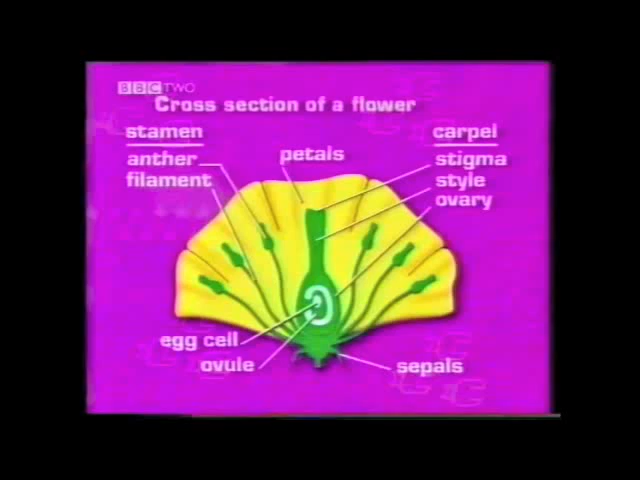 BBC TWO
Cross section of a flower
stamen
anther
filament
petals
carpel
stigma
style
ovary
egg cell
ovule
sepals